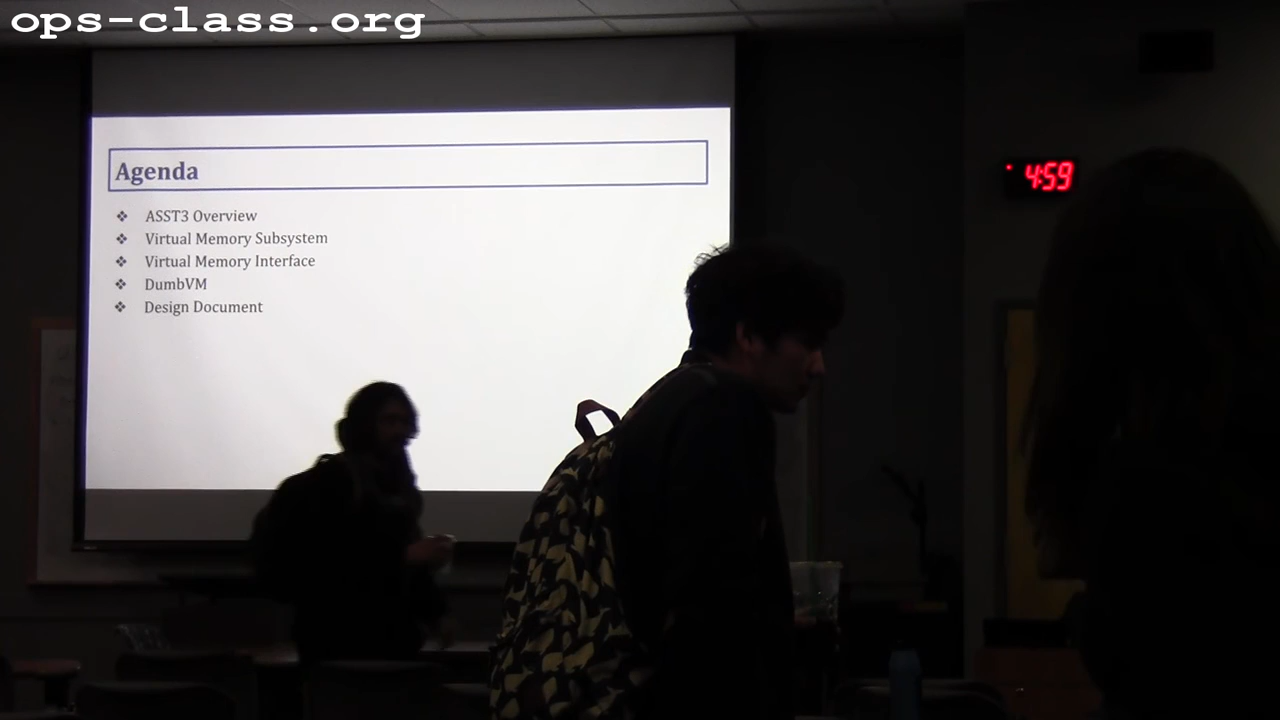 ops-class.org
Agenda
4:59
❖ ASST3 Overview
❖ Virtual Memory Subsystem
❖ Virtual Memory Interface
❖ DumbVM
❖ Design Document